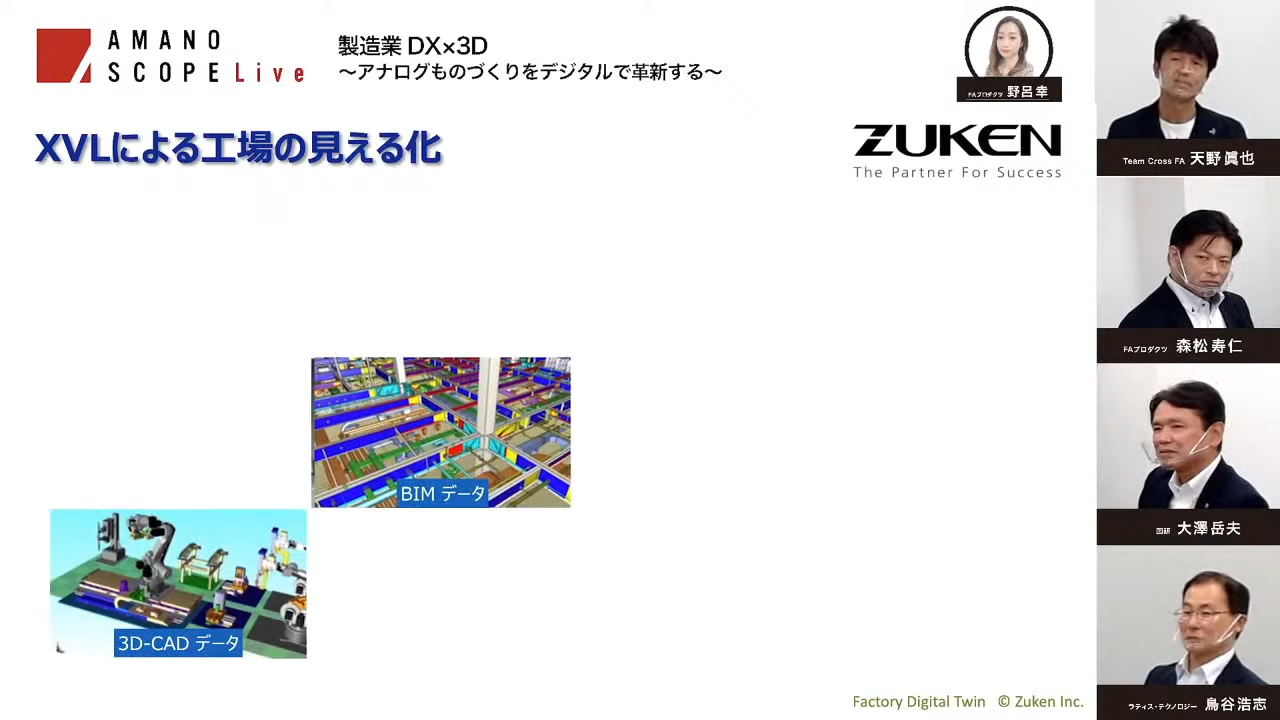 AMANO
SCOPE Live
製造業 DX×3D
〜アナログものづくりをデジタルで革新する〜
FAプロダクツ 野呂幸
XVLによる工場の見える化
ZUKEN
The Partner For Success
BIM データ
3D-CAD データ
Factory Digital Twin © Zuken Inc.
Team Cross FA 天野眞也
FAプロダクツ 森松寿仁
図研 大澤岳夫
ラティス・テクノロジー 鳥谷浩志